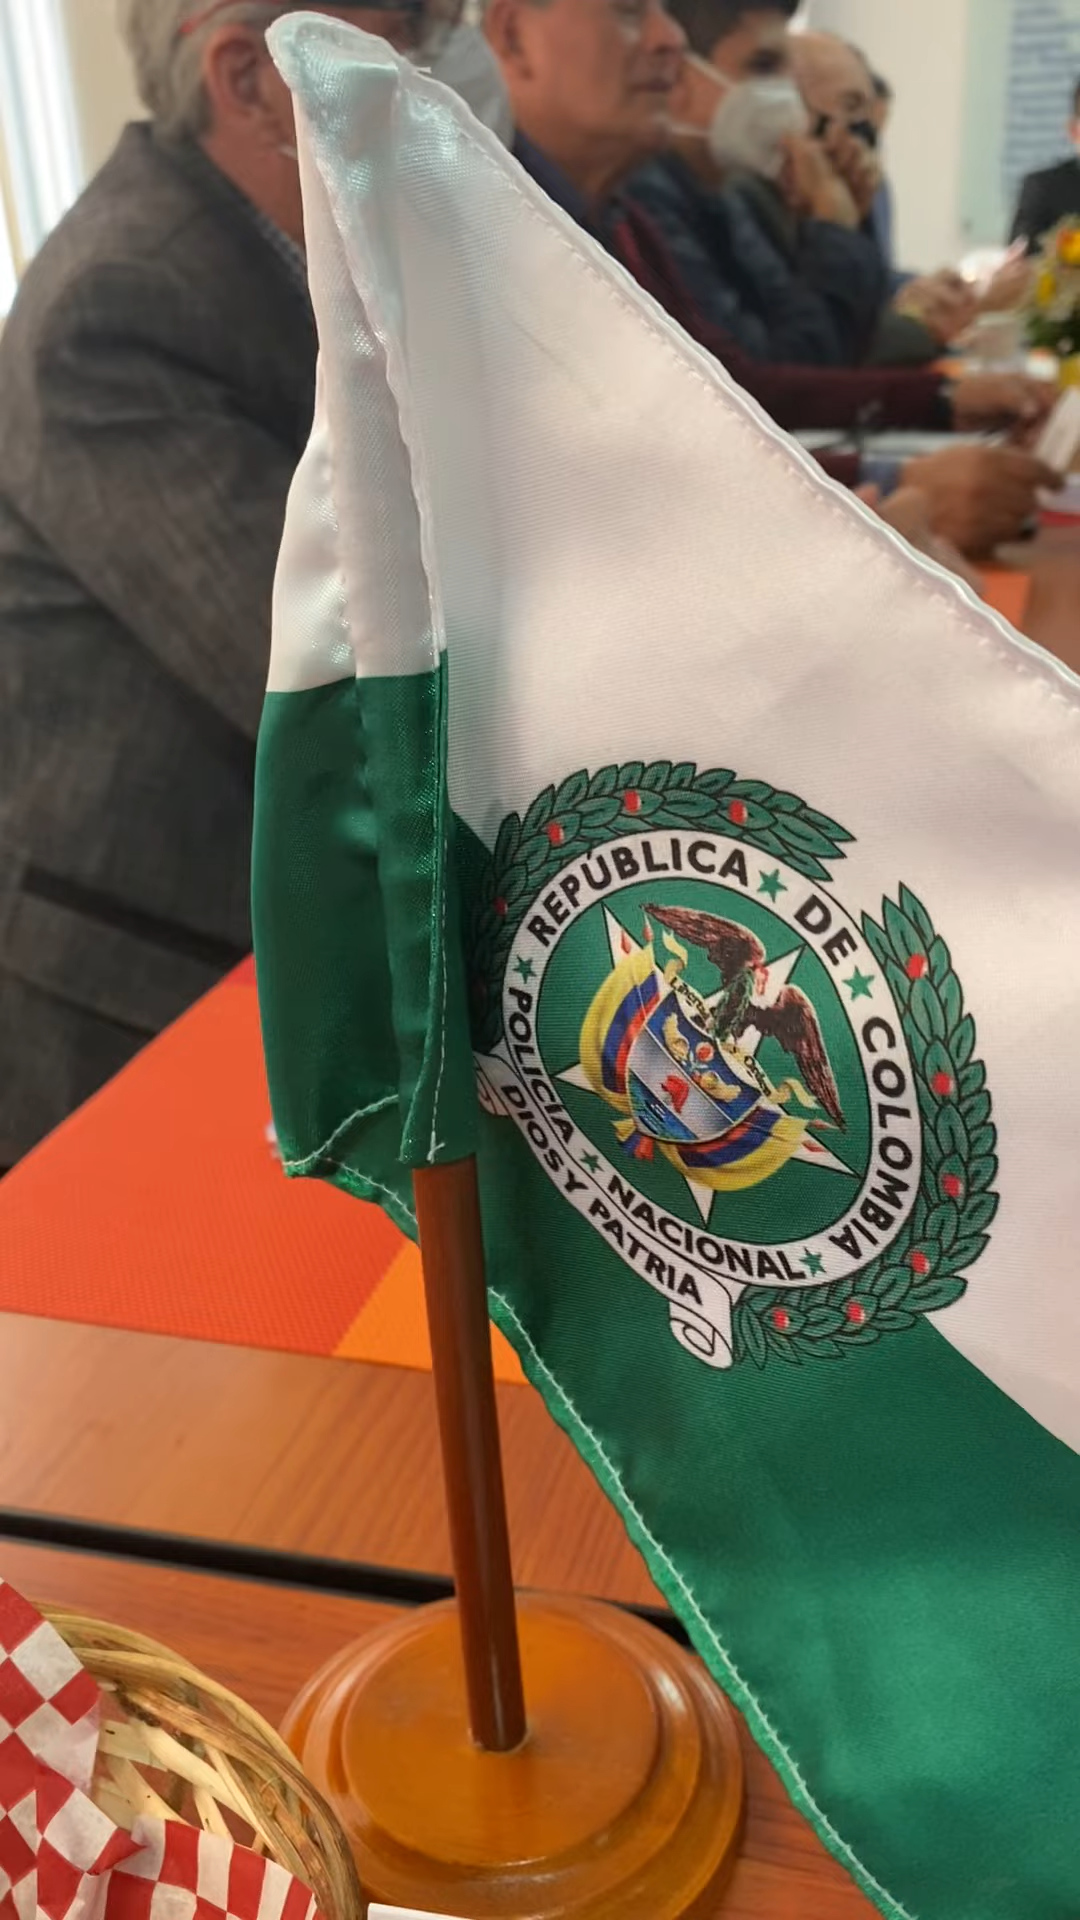 REPÚBLICA ★ DE ★ COLOMBIA
POLICÍA ★ NACIONAL ★
DIOS Y PATRIA